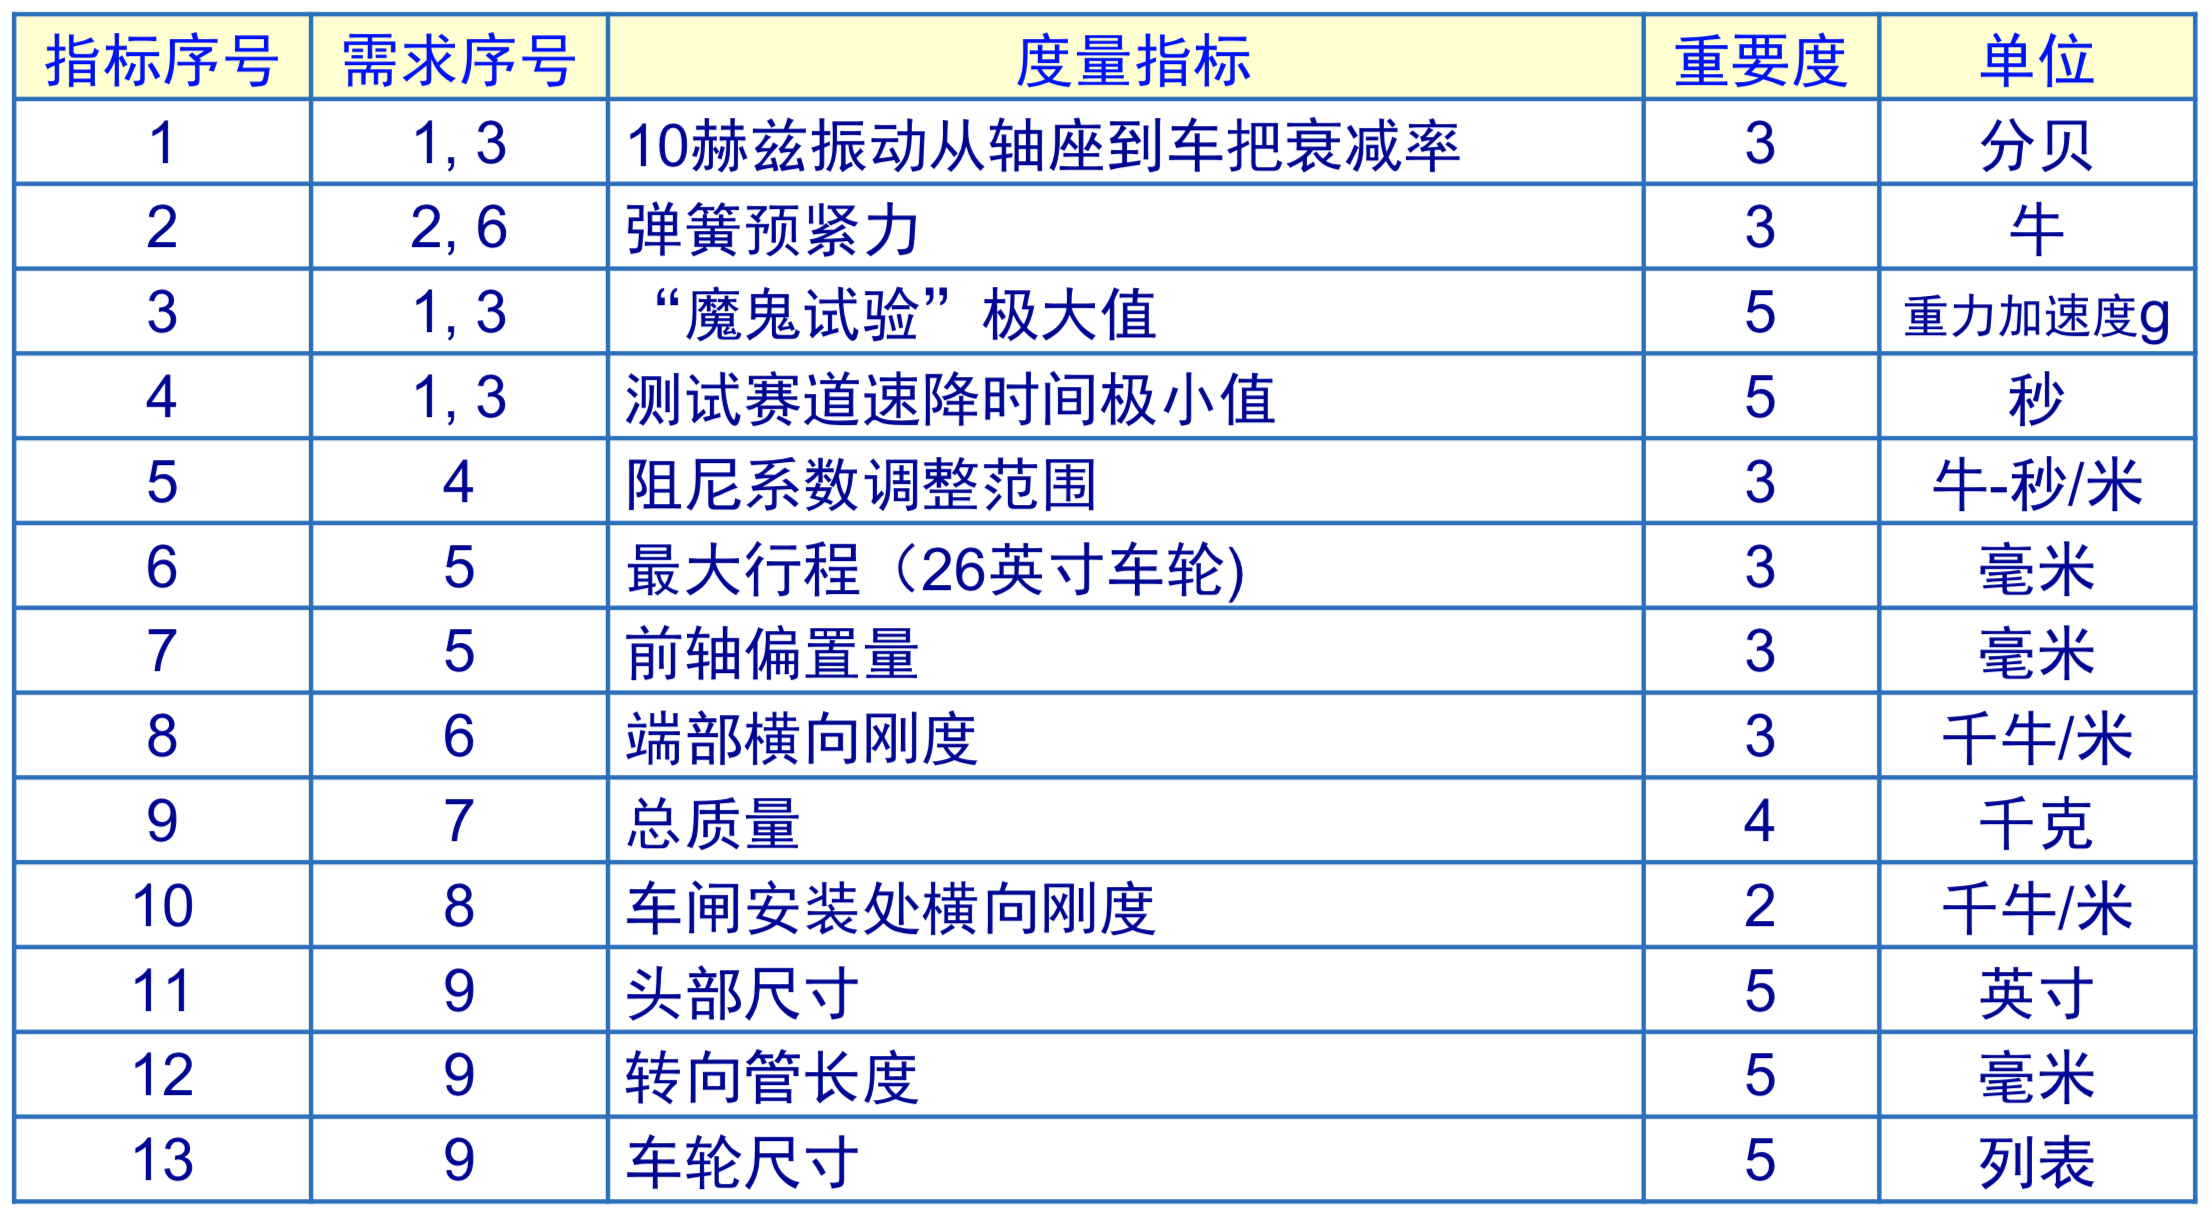 指标序号 需求序号 度量指标 重要度 单位
1 1, 3 10赫兹振动从轴座到车把衰减率 3 分贝
2 2, 6 弹簧预紧力 3 牛
3 1, 3 “魔鬼试验”极大值 5 重力加速度g
4 1, 3 测试赛道速降时间极小值 5 秒
5 4 阻尼系数调整范围 3 牛-秒/米
6 5 最大行程（26英寸车轮) 3 毫米
7 5 前轴偏置量 3 毫米
8 6 端部横向刚度 3 千牛/米
9 7 总质量 4 千克
10 8 车闸安装处横向刚度 2 千牛/米
11 9 头部尺寸 5 英寸
12 9 转向管长度 5 毫米
13 9 车轮尺寸 5 列表